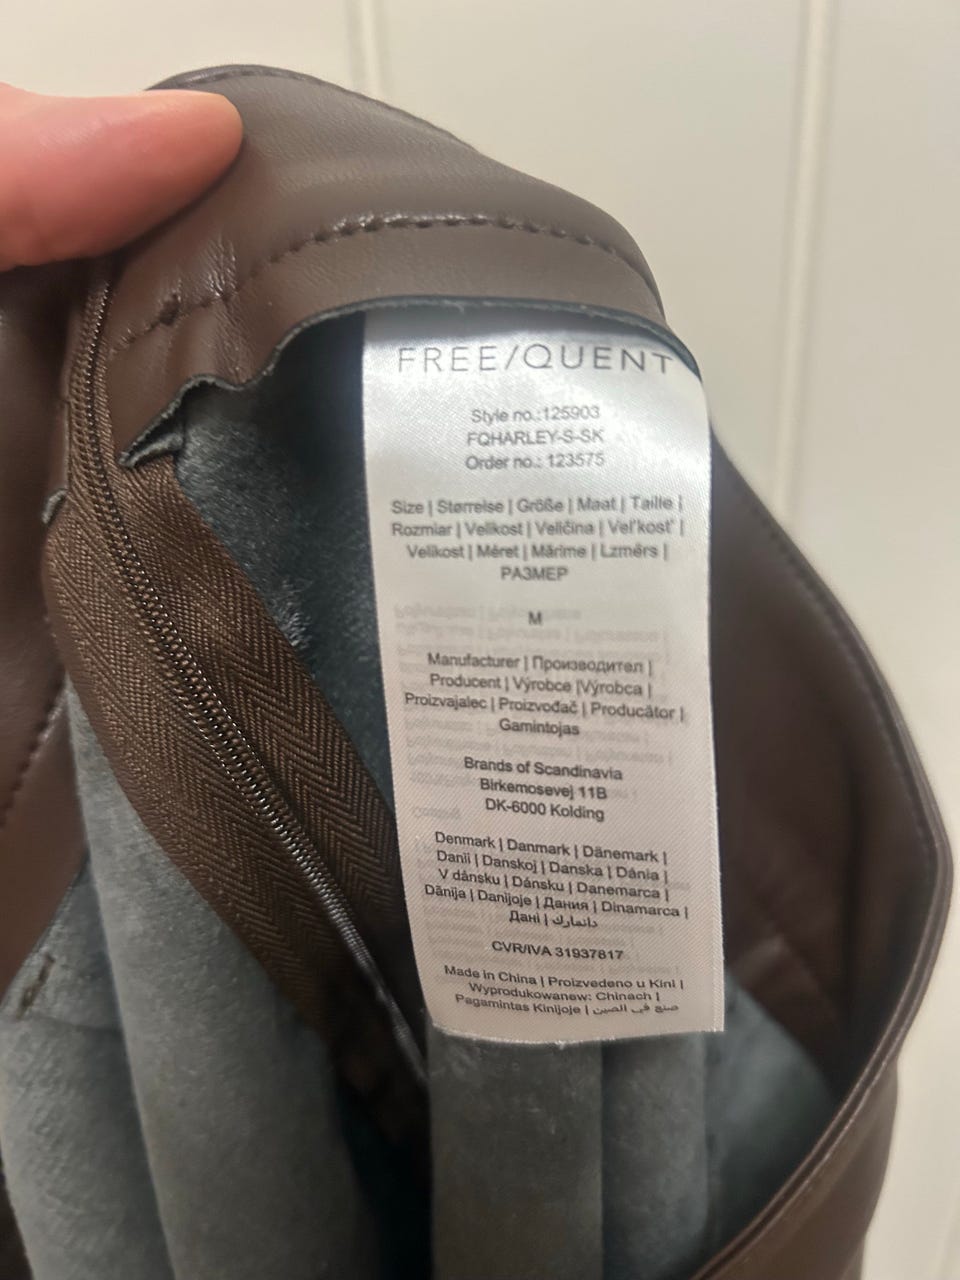 FREE/QUENT
Style no.:125903
FQHARLEY-S-SK
Order no.: 123575
Size | Størrelse | Größe | Maat | Taille |
Rozmiar | Velikost | Veličina | Vel'kost' |
Velikost | Méret | Mărime | Lzmērs |
РАЗМЕР
M
Manufacturer | Производител |
Producent | Výrobce |Výrobca |
Proizvajalec | Proizvođač | Producător |
Gamintojas
Brands of Scandinavia
Birkemosevej 11B
DK-6000 Kolding
Denmark | Danmark | Dänemark |
Danii | Danskoj | Danska | Dánia |
V dánsku | Dánsku | Danemarca |
Dānija | Danijoje | Дания | Dinamarca |
Дані | دانمارك
CVR/IVA 31937817
Made in China | Proizvedeno u Kini |
Wyprodukowanew: Chinach |
Pagamintas Kinijoje | صنع في الصين